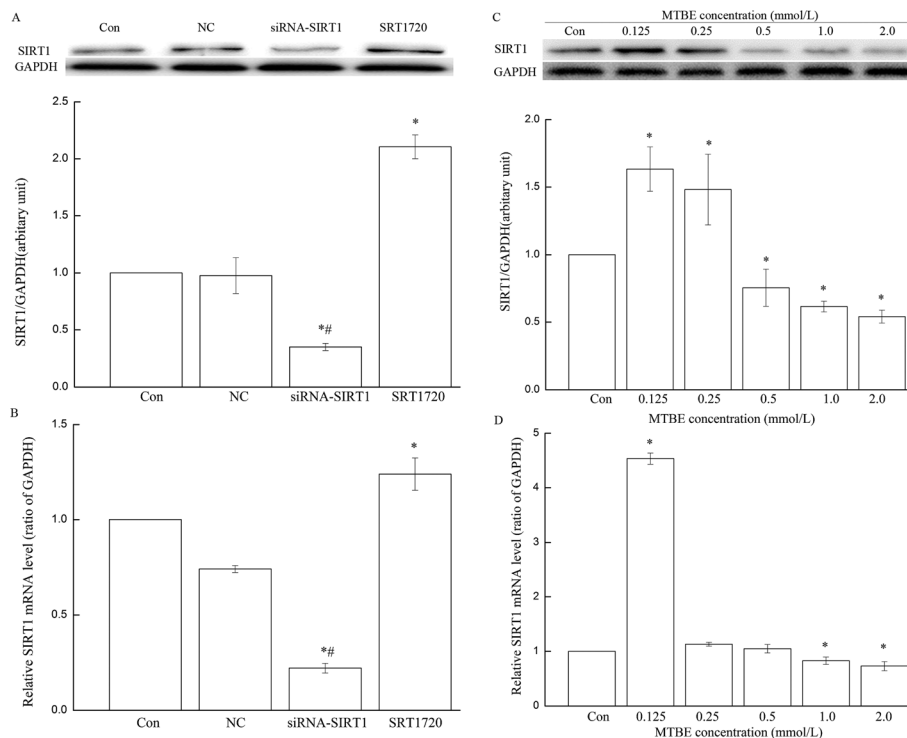 A
Con NC siRNA-SIRT1 SRT1720
SIRT1
GAPDH
2.5
2.0
1.5
1.0
0.5
0.0
SIRT1/GAPDH(arbitary unit)
*
*#
Con NC siRNA-SIRT1 SRT1720
B
1.5
1.0
0.5
0.0
Relative SIRT1 mRNA level (ratio of GAPDH)
*
*#
Con NC siRNA-SIRT1 SRT1720
C
MTBE concentration (mmol/L)
Con 0.125 0.25 0.5 1.0 2.0
SIRT1
GAPDH
2.0
1.5
1.0
0.5
0.0
SIRT1/GAPDH(arbitary unit)
* * * * *
Con 0.125 0.25 0.5 1.0 2.0
MTBE concentration (mmol/L)
D
5
4
3
2
1
0
Relative SIRT1 mRNA level (ratio of GAPDH)
* * *
Con 0.125 0.25 0.5 1.0 2.0
MTBE concentration (mmol/L)